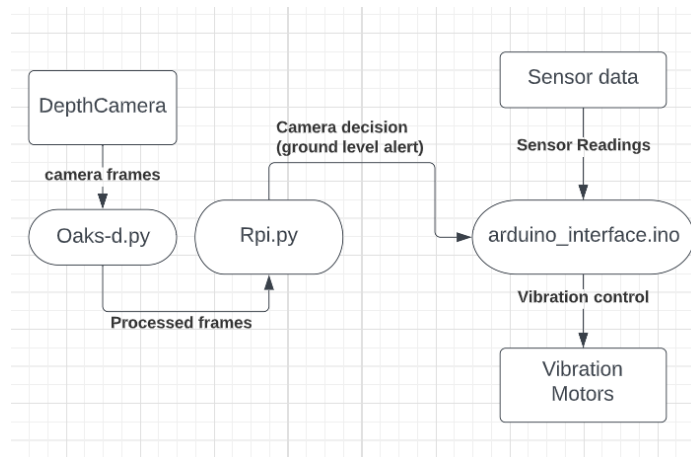 DepthCamera
camera frames
Oaks-d.py
Processed frames
Rpi.py
Camera decision
(ground level alert)
Sensor data
Sensor Readings
arduino_interface.ino
Vibration control
Vibration
Motors